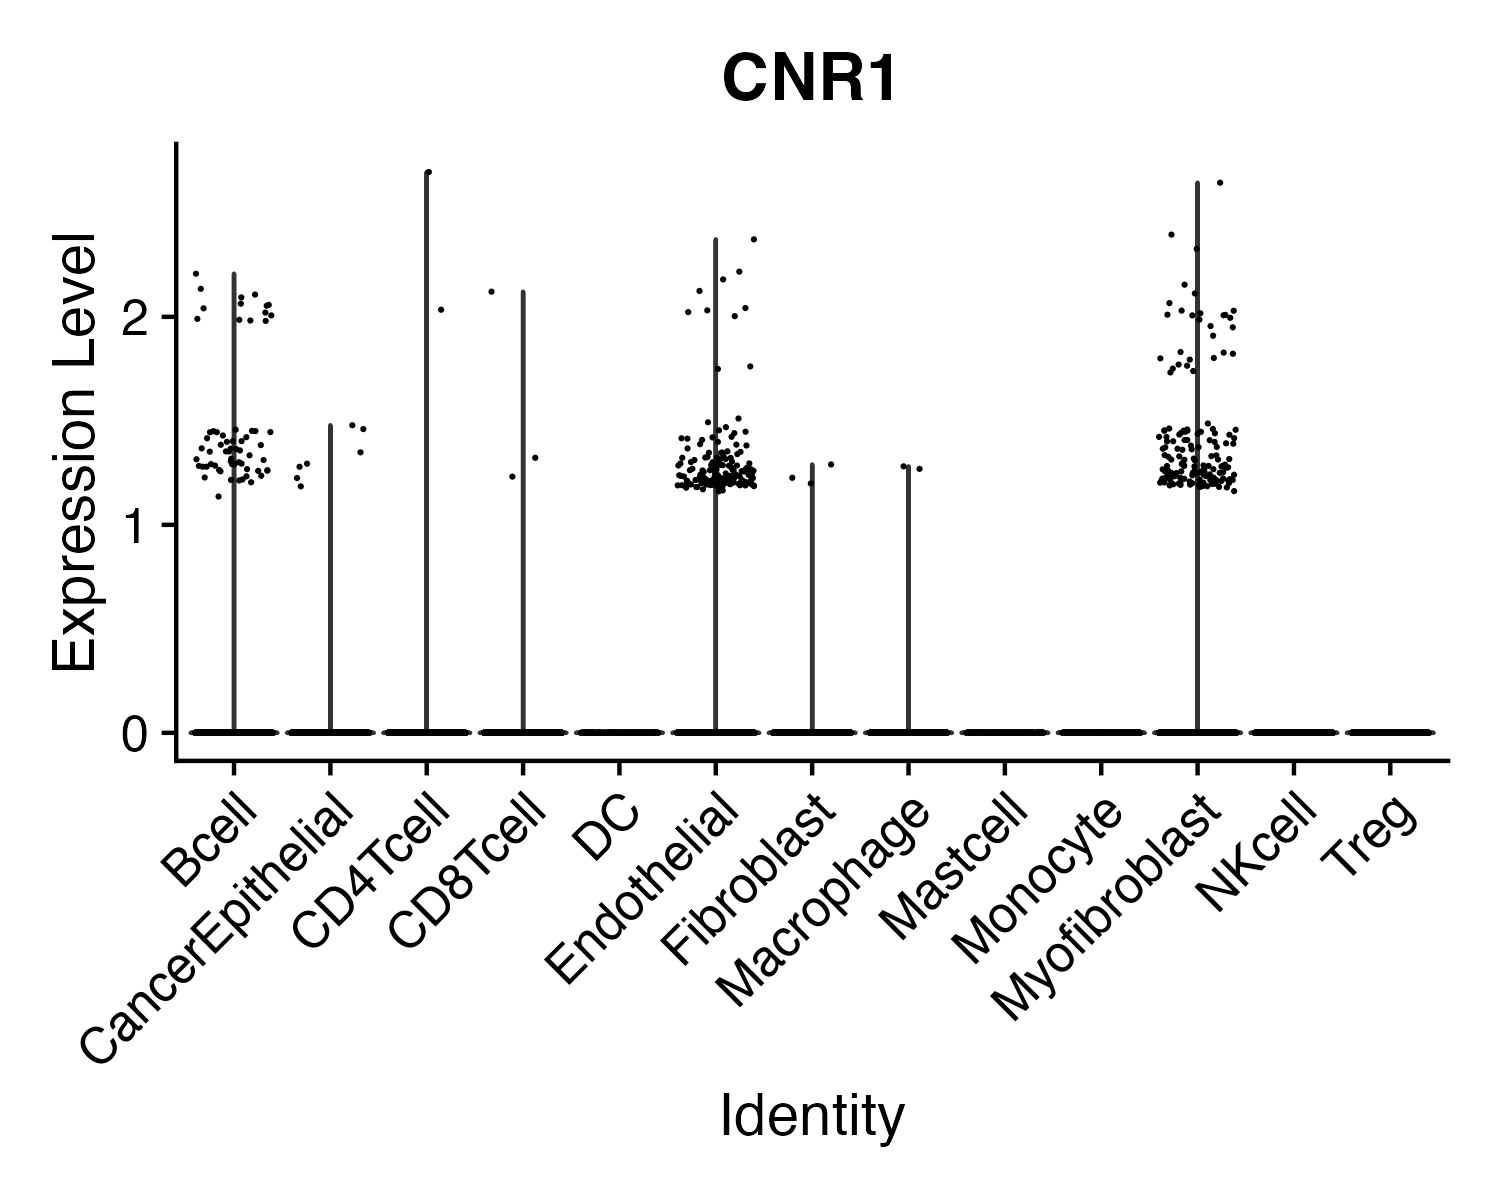 CNR1
Expression Level
2
1
0
Bcell
CancerEpithelial
CD4Tcell
CD8Tcell
DC
Endothelial
Fibroblast
Macrophage
Mastcell
Monocyte
Myofibroblast
NKcell
Treg
Identity